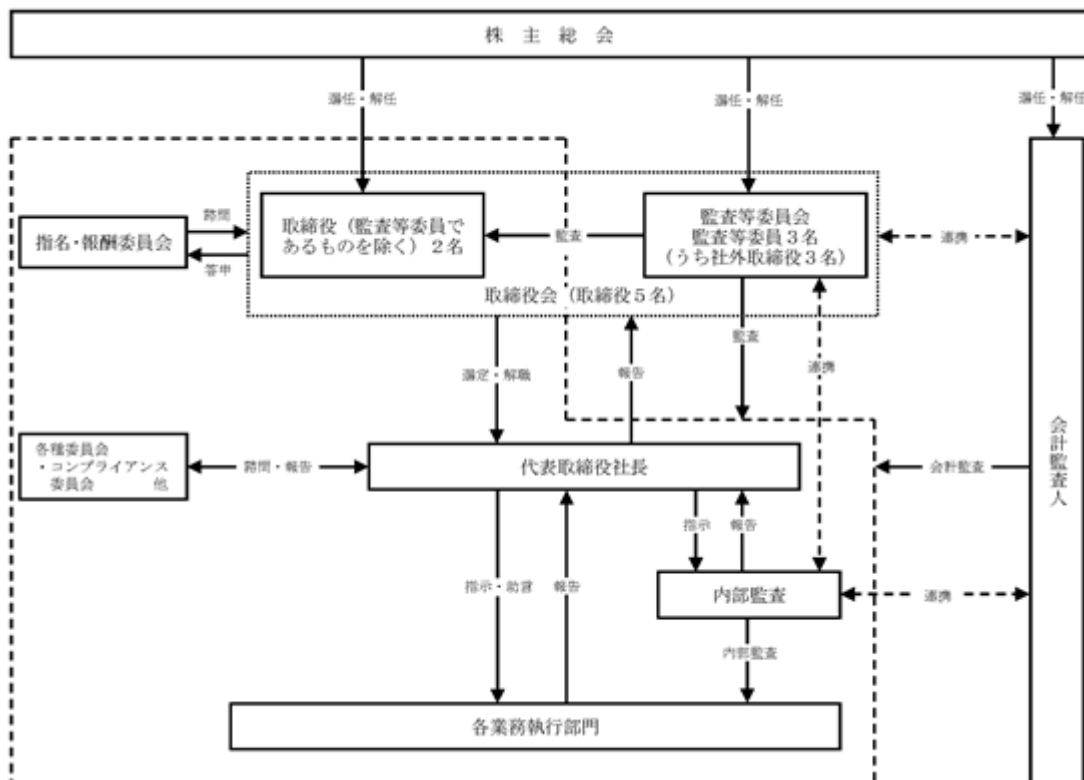 株主総会
選任・解任
選任・解任
選任・解任
指名・報酬委員会
諮問
答申
取締役（監査等委員で
あるものを除く）２名
監査
監査等委員会
監査等委員３名
（うち社外取締役３名）
連携
取締役会（取締役５名）
選定・解職
報告
監査
連携
各種委員会
・コンプライアンス
委員会　他
諮問・報告
代表取締役社長
会計監査
会計監査人
指示
報告
指示・助言
報告
内部監査
連携
内部監査
各業務執行部門